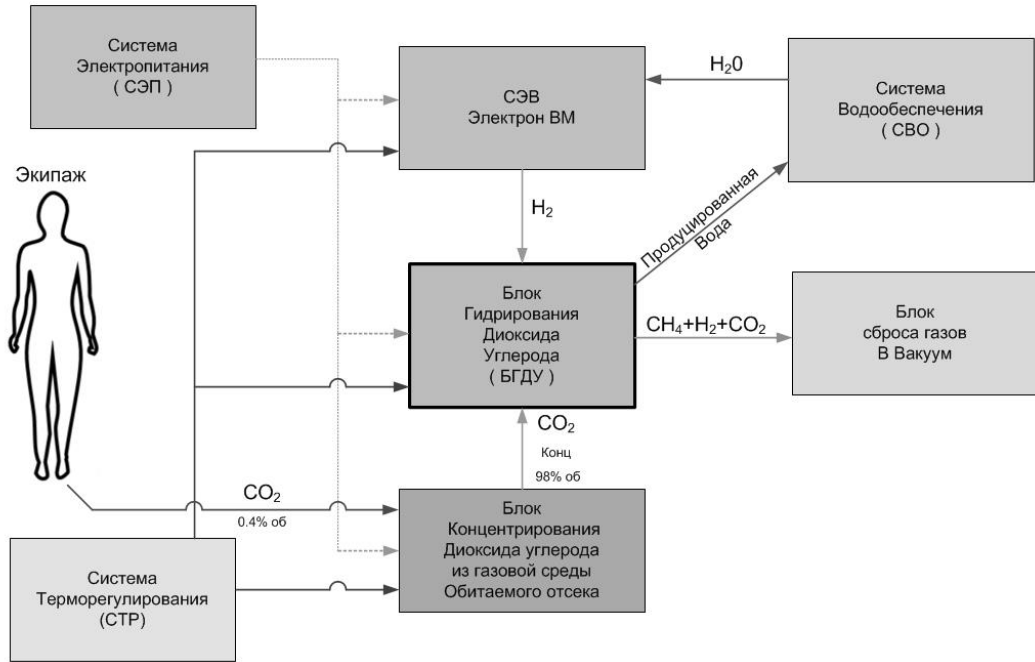 Система
Электропитания
( СЭП )
СЭВ
Электрон ВМ
H₂0
Система
Водообеспечения
( СВО )
Экипаж
H₂
Продуцированная
Вода
Блок
Гидрирования
Диоксида
Углерода
( БГДУ )
CH₄+H₂+CO₂
Блок
сброса газов
В Вакуум
CO₂
Конц
98% об
CO₂
0.4% об
Блок
Концентрирования
Диоксида углерода
из газовой среды
Обитаемого отсека
Система
Терморегулирования
(СТР)